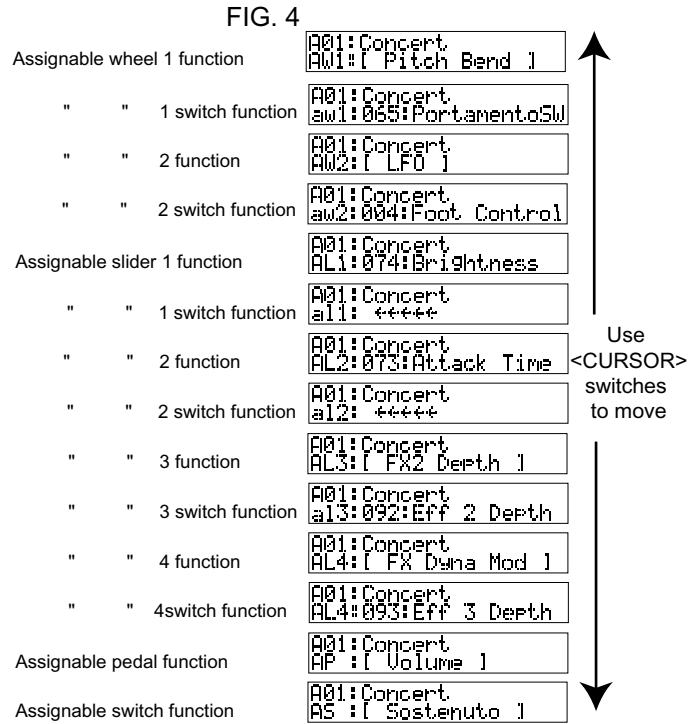 FIG. 4
Assignable wheel 1 function
A01:Concert
AW1:[ Pitch Bend ]
" " 1 switch function
A01:Concert
aw1:065:PortamentoSW
" " 2 function
A01:Concert
AW2:[ LFO ]
" " 2 switch function
A01:Concert
aw2:004:Foot Control
Assignable slider 1 function
A01:Concert
AL1:074:Brightness
" " 1 switch function
A01:Concert
al1: ←←←←←
" " 2 function
A01:Concert
AL2:073:Attack Time
" " 2 switch function
A01:Concert
al2: ←←←←←
" " 3 function
A01:Concert
AL3:[ FX2 Depth ]
" " 3 switch function
A01:Concert
al3:092:Eff 2 Depth
" " 4 function
A01:Concert
AL4:[ FX Dyna Mod ]
" " 4switch function
A01:Concert
AL4:093:Eff 3 Depth
Assignable pedal function
A01:Concert
AP :[ Volume ]
Assignable switch function
A01:Concert
AS :[ Sostenuto ]
Use
<CURSOR>
switches
to move